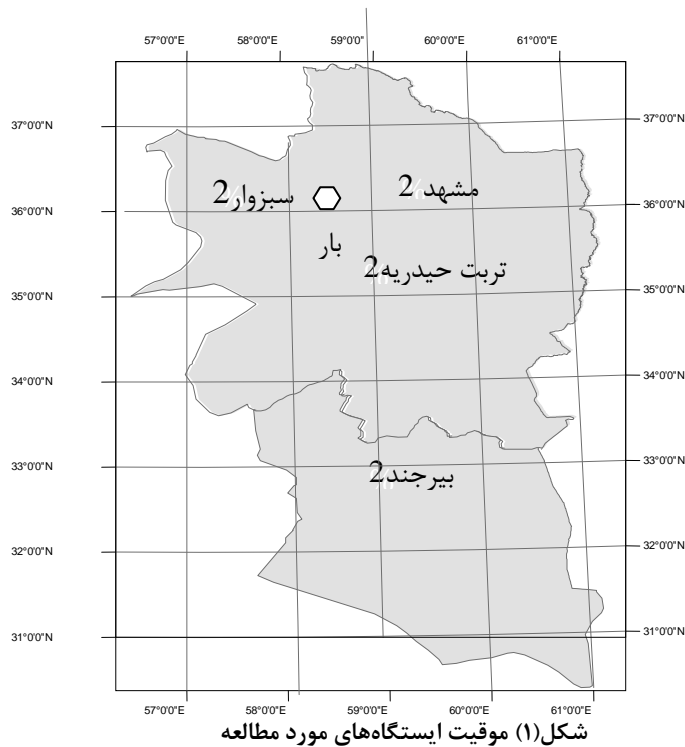 57°0'0"E 58°0'0"E 59°0'0"E 60°0'0"E 61°0'0"E
37°0'0"N 37°0'0"N
مشهد2 سبزوار2
36°0'0"N 36°0'0"N
بار
تربت حیدریه2
35°0'0"N 35°0'0"N
34°0'0"N 34°0'0"N
33°0'0"N 33°0'0"N
بیرجند2
32°0'0"N 32°0'0"N
31°0'0"N 31°0'0"N
57°0'0"E 58°0'0"E 59°0'0"E 60°0'0"E 61°0'0"E
شکل(۱) موقیت ایستگاه‌های مورد مطالعه